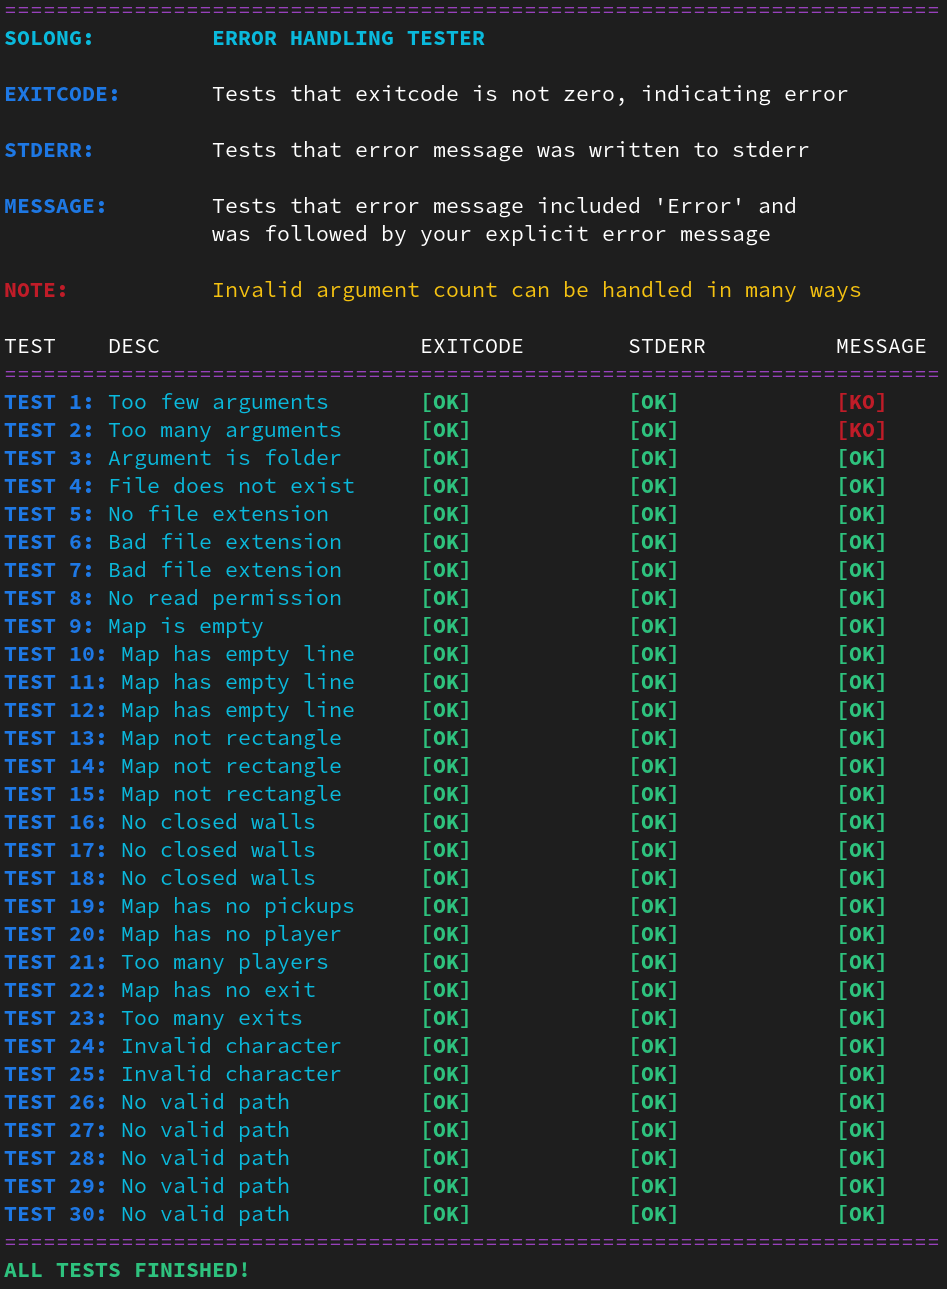 ========================================================================
SOLONG: ERROR HANDLING TESTER
EXITCODE: Tests that exitcode is not zero, indicating error
STDERR: Tests that error message was written to stderr
MESSAGE: Tests that error message included 'Error' and
was followed by your explicit error message
NOTE: Invalid argument count can be handled in many ways
TEST DESC EXITCODE STDERR MESSAGE
========================================================================
TEST 1: Too few arguments [OK] [OK] [KO]
TEST 2: Too many arguments [OK] [OK] [KO]
TEST 3: Argument is folder [OK] [OK] [OK]
TEST 4: File does not exist [OK] [OK] [OK]
TEST 5: No file extension [OK] [OK] [OK]
TEST 6: Bad file extension [OK] [OK] [OK]
TEST 7: Bad file extension [OK] [OK] [OK]
TEST 8: No read permission [OK] [OK] [OK]
TEST 9: Map is empty [OK] [OK] [OK]
TEST 10: Map has empty line [OK] [OK] [OK]
TEST 11: Map has empty line [OK] [OK] [OK]
TEST 12: Map has empty line [OK] [OK] [OK]
TEST 13: Map not rectangle [OK] [OK] [OK]
TEST 14: Map not rectangle [OK] [OK] [OK]
TEST 15: Map not rectangle [OK] [OK] [OK]
TEST 16: No closed walls [OK] [OK] [OK]
TEST 17: No closed walls [OK] [OK] [OK]
TEST 18: No closed walls [OK] [OK] [OK]
TEST 19: Map has no pickups [OK] [OK] [OK]
TEST 20: Map has no player [OK] [OK] [OK]
TEST 21: Too many players [OK] [OK] [OK]
TEST 22: Map has no exit [OK] [OK] [OK]
TEST 23: Too many exits [OK] [OK] [OK]
TEST 24: Invalid character [OK] [OK] [OK]
TEST 25: Invalid character [OK] [OK] [OK]
TEST 26: No valid path [OK] [OK] [OK]
TEST 27: No valid path [OK] [OK] [OK]
TEST 28: No valid path [OK] [OK] [OK]
TEST 29: No valid path [OK] [OK] [OK]
TEST 30: No valid path [OK] [OK] [OK]
========================================================================
ALL TESTS FINISHED!